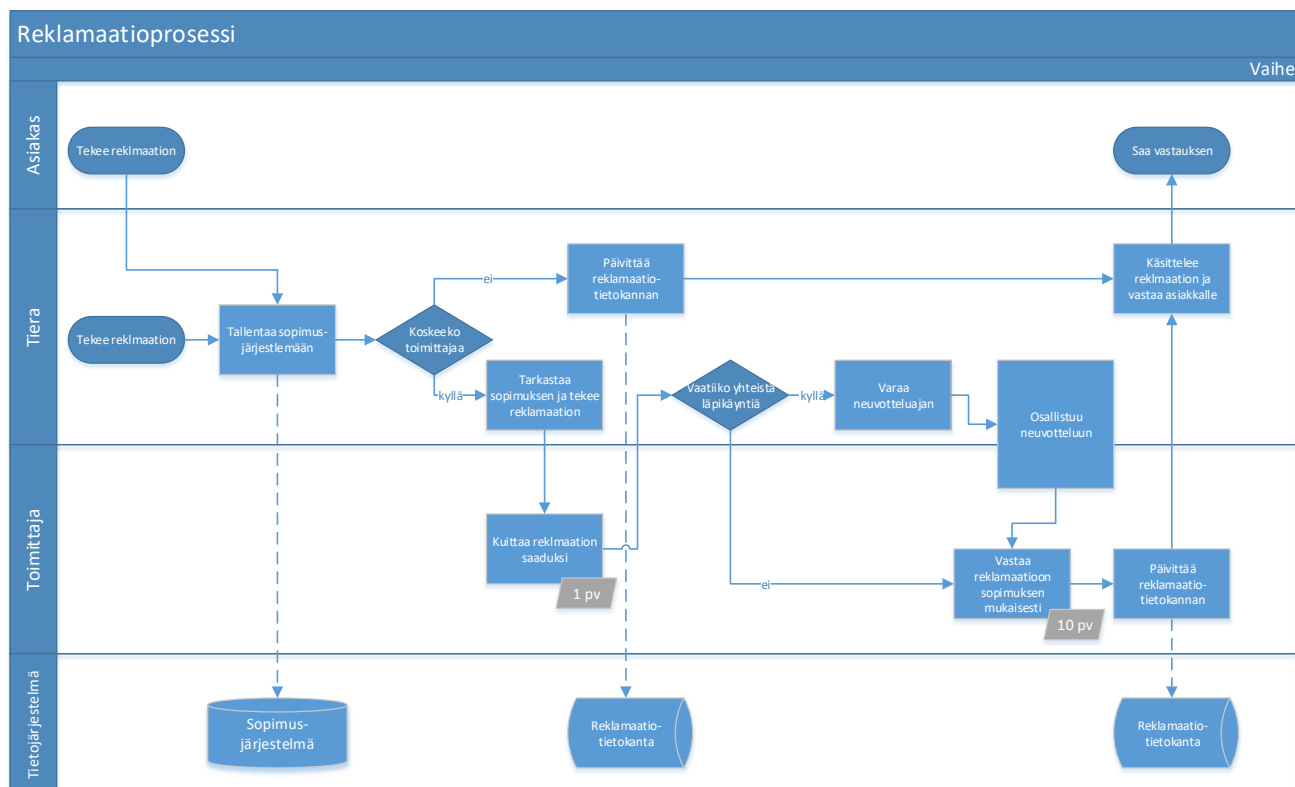 Reklamaatioprosessi
Vaihe
Asiakas
Tekee reklmaation
Saa vastauksen
Tiera
Tekee reklmaation
Tallentaa sopimus-
järjestlemään
Koskeeko
toimittajaa
ei
kyllä
Päivittää
reklamaatio-
tietokannan
Tarkastaa
sopimuksen ja tekee
reklamaation
Vaatiiko yhteistä
läpikäyntiä
kyllä
ei
Varaa
neuvotteluajan
Osallistuu
neuvotteluun
Käsittelee
reklmaation ja
vastaa asiakkalle
Toimittaja
Kuittaa reklmaation
saaduksi
1 pv
Vastaa
reklamaatioon
sopimuksen
mukaisesti
10 pv
Päivittää
reklamaatio-
tietokannan
Tietojärjestelmä
Sopimus-
järjestelmä
Reklamaatio-
tietokanta
Reklamaatio-
tietokanta